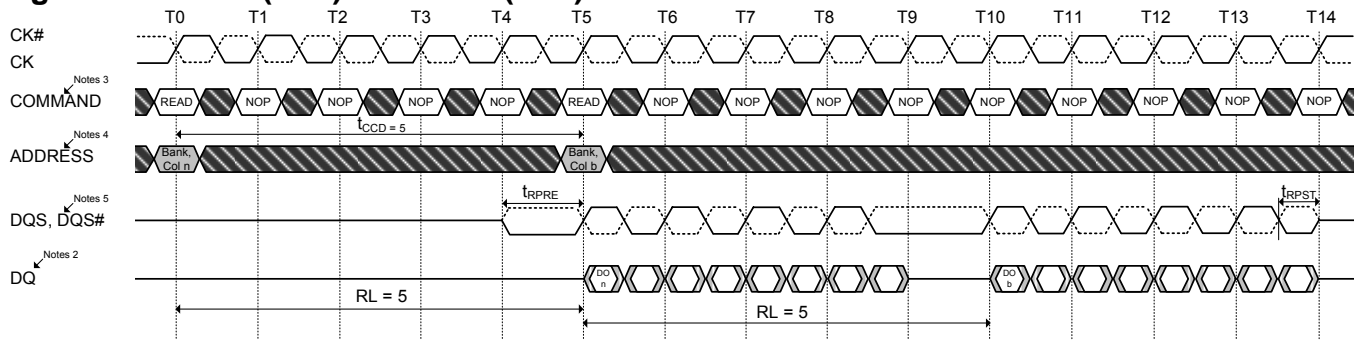 T0 T1 T2 T3 T4 T5 T6 T7 T8 T9 T10 T11 T12 T13 T14
CK#
CK
Notes 3
COMMAND READ NOP NOP NOP NOP READ NOP NOP NOP NOP NOP NOP NOP NOP NOP
tCCD = 5
Notes 4
ADDRESS
Bank, Col n
Bank, Col b
Notes 5
tRPRE
tRPST
DQS, DQS#
Notes 2
DQ
DO n
DO b
RL = 5
RL = 5